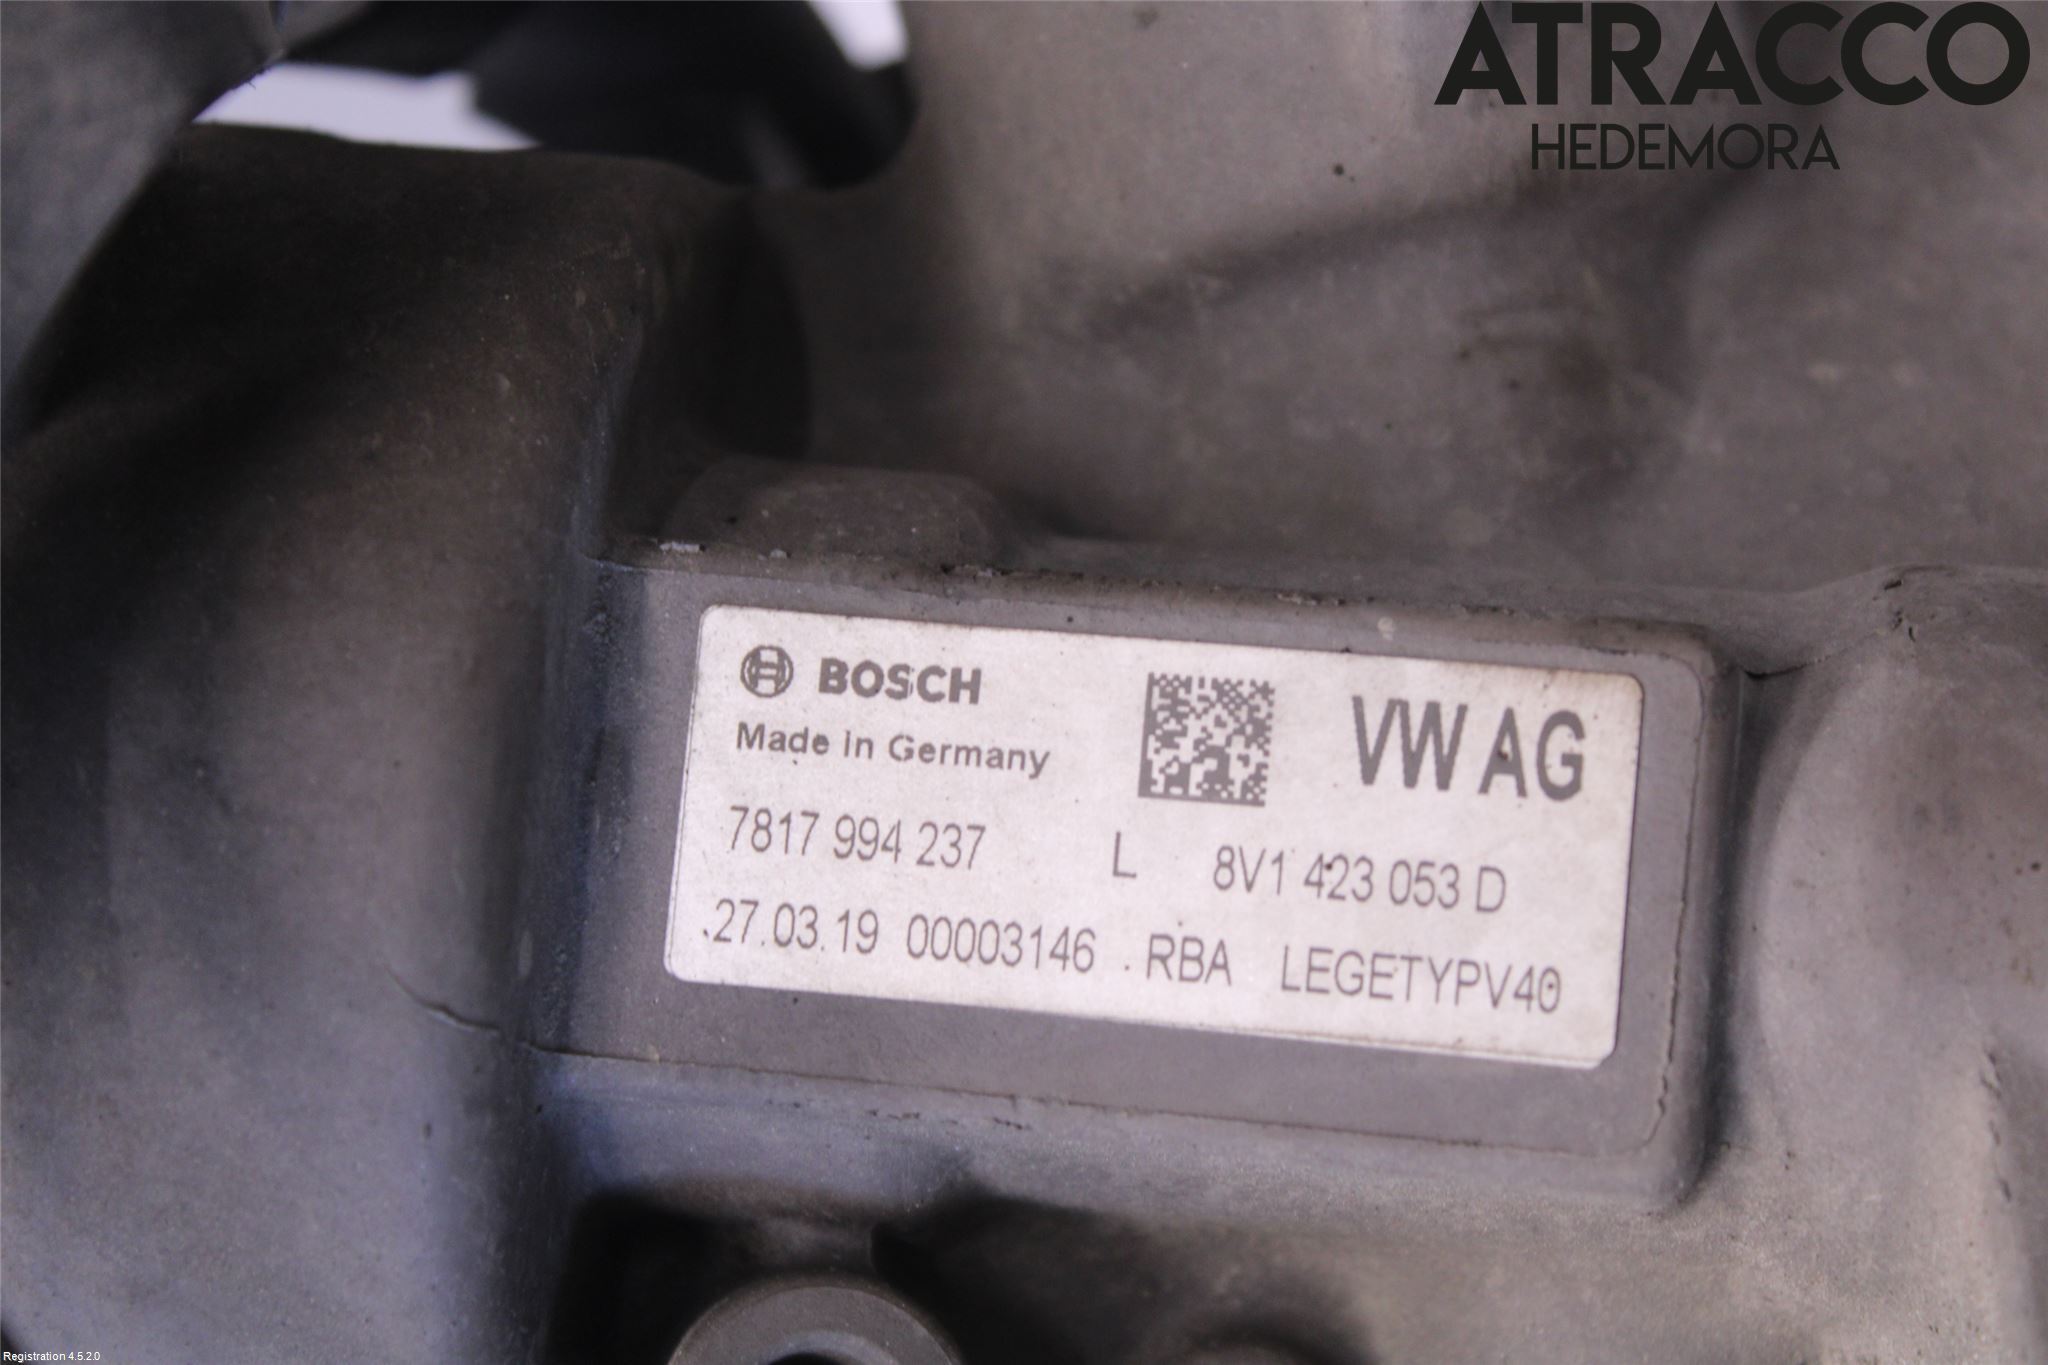 ATRACCO
HEDEMORA
BOSCH
VW AG
Made in Germany
7817 994 237 L 8V1 423 053 D
.27.03.19 00003146 . RBA LEGETYPV40
Registration 4.5.2.0